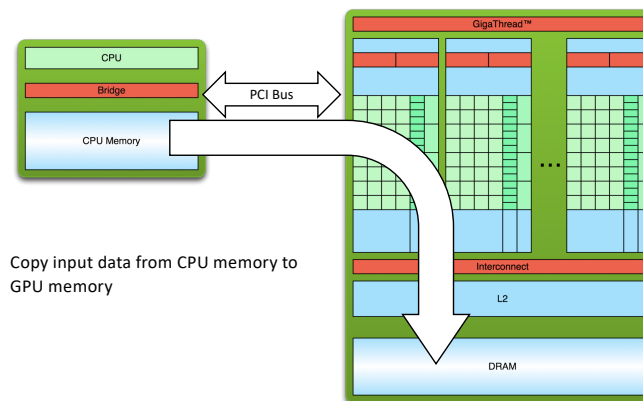 GigaThread™
CPU
Bridge
PCI Bus
CPU Memory
...
Copy input data from CPU memory to
GPU memory
Interconnect
L2
DRAM